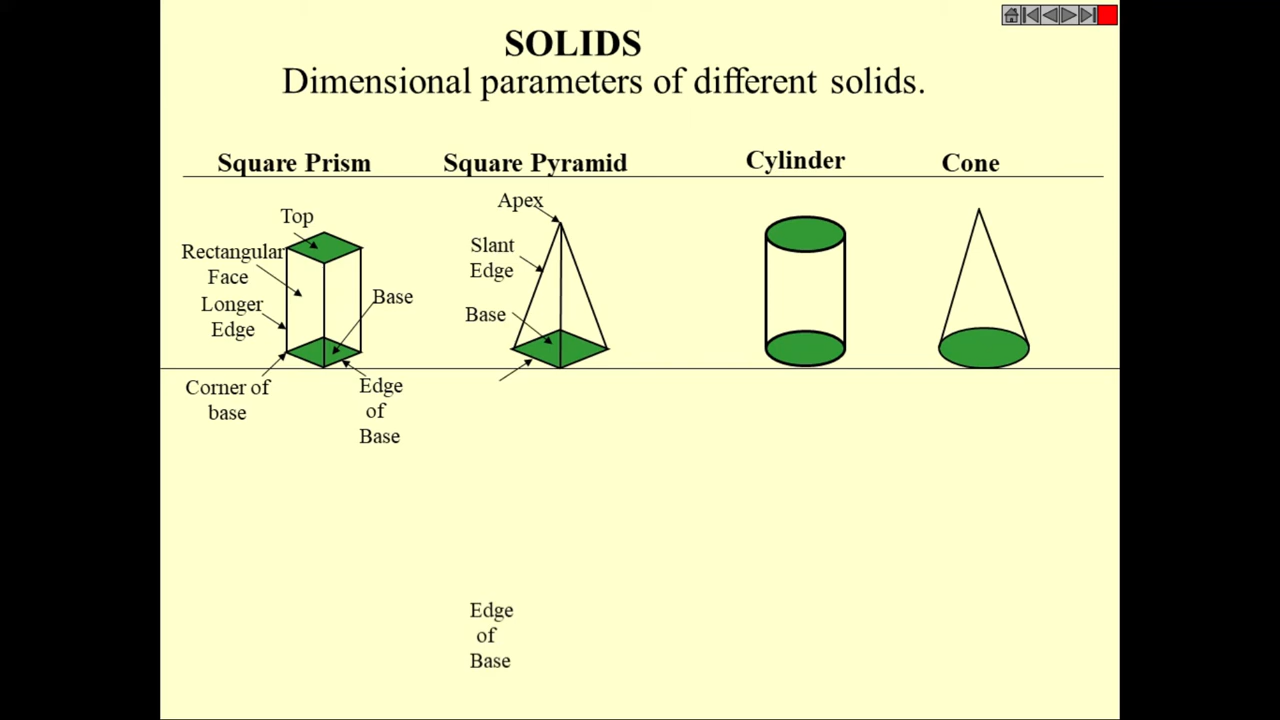 SOLIDS
Dimensional parameters of different solids.
Square Prism
Square Pyramid
Cylinder
Cone
Top
Rectangular
Face
Longer
Edge
Base
Corner of
base
Edge
of
Base
Apex
Slant
Edge
Base
Edge
of
Base